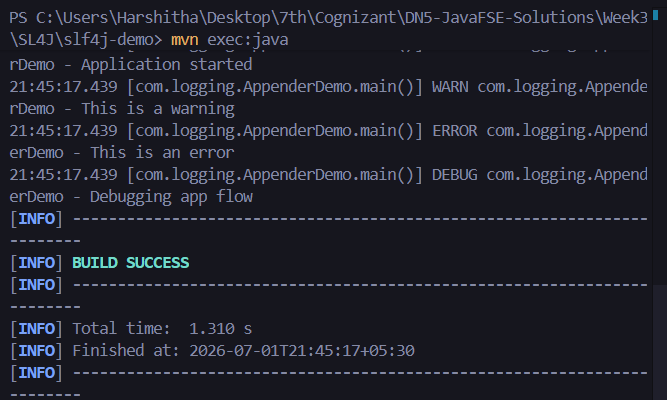 PS C:\Users\Harshitha\Desktop\7th\Cognizant\DN5-JavaFSE-Solutions\Week3
\SL4J\slf4j-demo> mvn exec:java
rDemo - Application started
21:45:17.439 [com.logging.AppenderDemo.main()] WARN com.logging.Appende
rDemo - This is a warning
21:45:17.439 [com.logging.AppenderDemo.main()] ERROR com.logging.Append
erDemo - This is an error
21:45:17.439 [com.logging.AppenderDemo.main()] DEBUG com.logging.Append
erDemo - Debugging app flow
[INFO] ----------------------------------------------------------------
--------
[INFO] BUILD SUCCESS
[INFO] ----------------------------------------------------------------
--------
[INFO] Total time:  1.310 s
[INFO] Finished at: 2026-07-01T21:45:17+05:30
[INFO] ----------------------------------------------------------------
--------